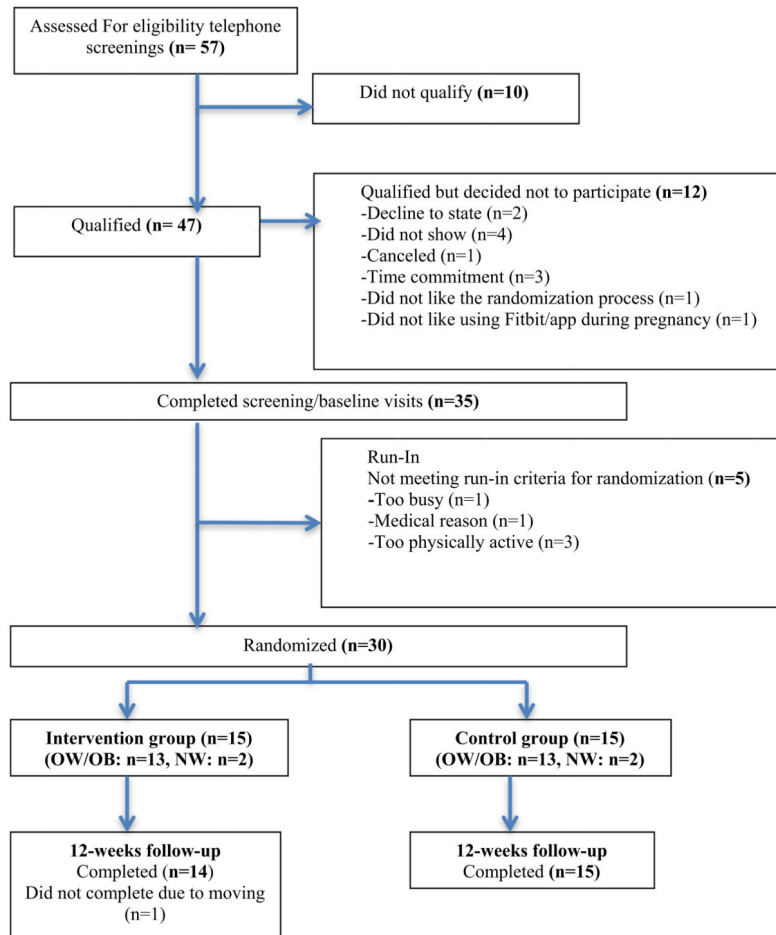 Assessed For eligibility telephone
screenings (n= 57)
Did not qualify (n=10)
Qualified (n= 47)
Qualified but decided not to participate (n=12)
-Decline to state (n=2)
-Did not show (n=4)
-Canceled (n=1)
-Time commitment (n=3)
-Did not like the randomization process (n=1)
-Did not like using Fitbit/app during pregnancy (n=1)
Completed screening/baseline visits (n=35)
Run-In
Not meeting run-in criteria for randomization (n=5)
-Too busy (n=1)
-Medical reason (n=1)
-Too physically active (n=3)
Randomized (n=30)
Intervention group (n=15)
(OW/OB: n=13, NW: n=2)
Control group (n=15)
(OW/OB: n=13, NW: n=2)
12-weeks follow-up
Completed (n=14)
Did not complete due to moving
(n=1)
12-weeks follow-up
Completed (n=15)